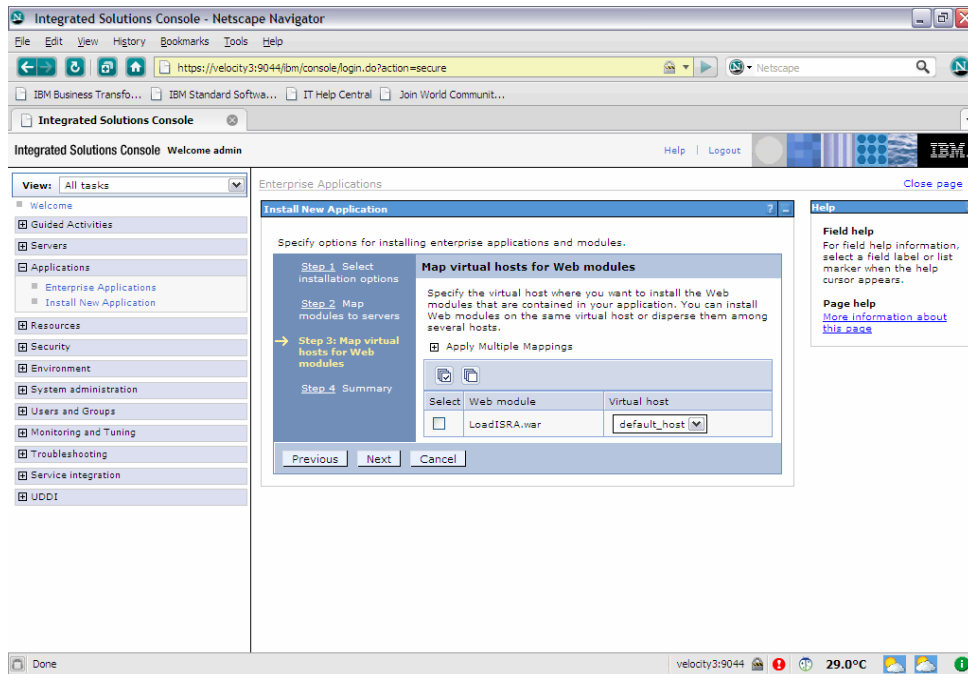 Integrated Solutions Console - Netscape Navigator
File Edit View History Bookmarks Tools Help
https://velocity3:9044/ibm/console/login.do?action=secure
Netscape
IBM Business Transfo... IBM Standard Softwa... IT Help Central Join World Communit...
Integrated Solutions Console
Integrated Solutions Console Welcome admin
Help | Logout
IBM.
View: All tasks
Welcome
Guided Activities
Servers
Applications
Enterprise Applications
Install New Application
Resources
Security
Environment
System administration
Users and Groups
Monitoring and Tuning
Troubleshooting
Service integration
UDDI
Enterprise Applications
Close page
Install New Application ? -
Specify options for installing enterprise applications and modules.
Step 1 Select
installation options
Step 2 Map
modules to servers
Step 3: Map virtual
hosts for Web
modules
Step 4 Summary
Map virtual hosts for Web modules
Specify the virtual host where you want to install the Web
modules that are contained in your application. You can install
Web modules on the same virtual host or disperse them among
several hosts.
Apply Multiple Mappings
Select Web module Virtual host
LoadISRA.war default_host
Previous Next Cancel
Help
Field help
For field help information,
select a field label or list
marker when the help
cursor appears.
Page help
More information about
this page
Done
velocity3:9044
29.0°C